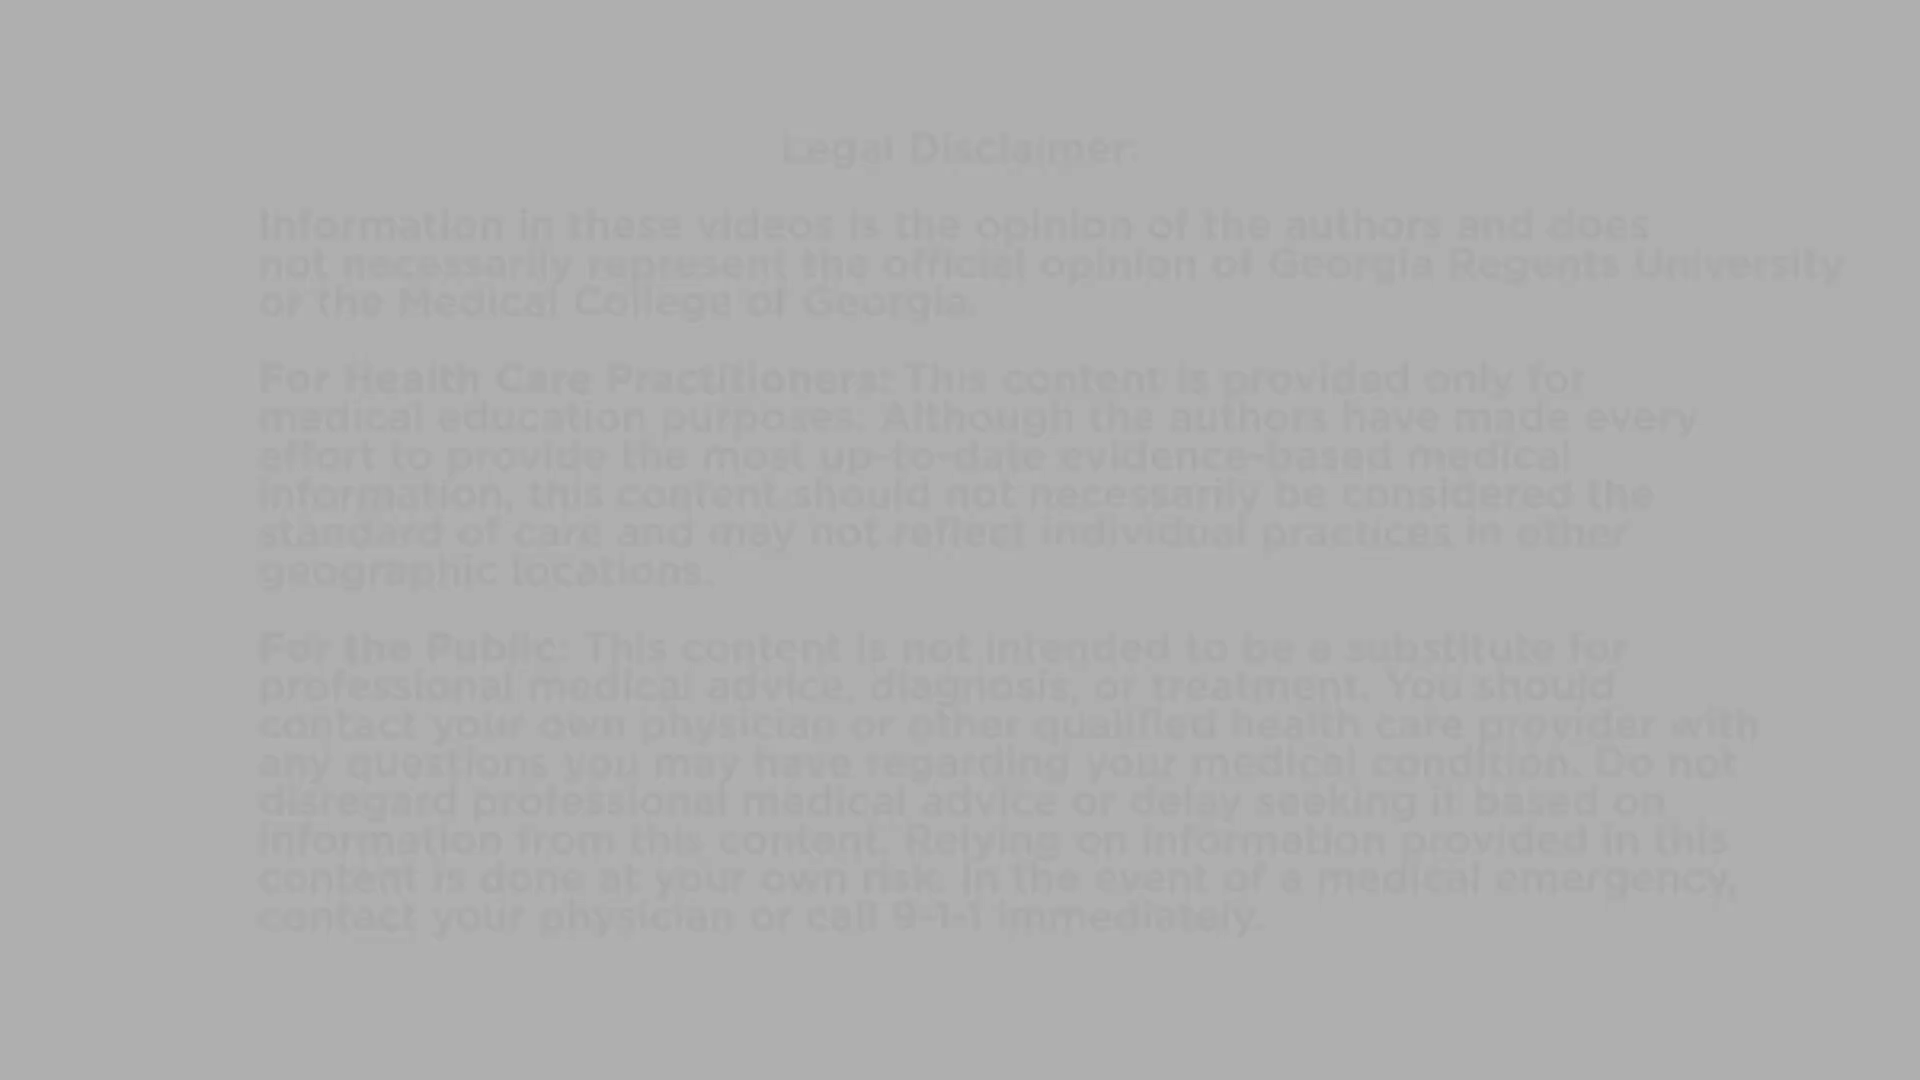 Legal Disclaimer:
Information in these videos is the opinion of the authors and does
not necessarily represent the official opinion of Georgia Regents University
or the Medical College of Georgia.
For Health Care Practitioners: This content is provided only for
medical education purposes. Although the authors have made every
effort to provide the most up-to-date evidence-based medical
information, this content should not necessarily be considered the
standard of care and may not reflect individual practices in other
geographic locations.
For the Public: This content is not intended to be a substitute for
professional medical advice, diagnosis, or treatment. You should
contact your own physician or other qualified health care provider with
any questions you may have regarding your medical condition. Do not
disregard professional medical advice or delay seeking it based on
information from this content. Relying on information provided in this
content is done at your own risk. In the event of a medical emergency,
contact your physician or call 9-1-1 immediately.